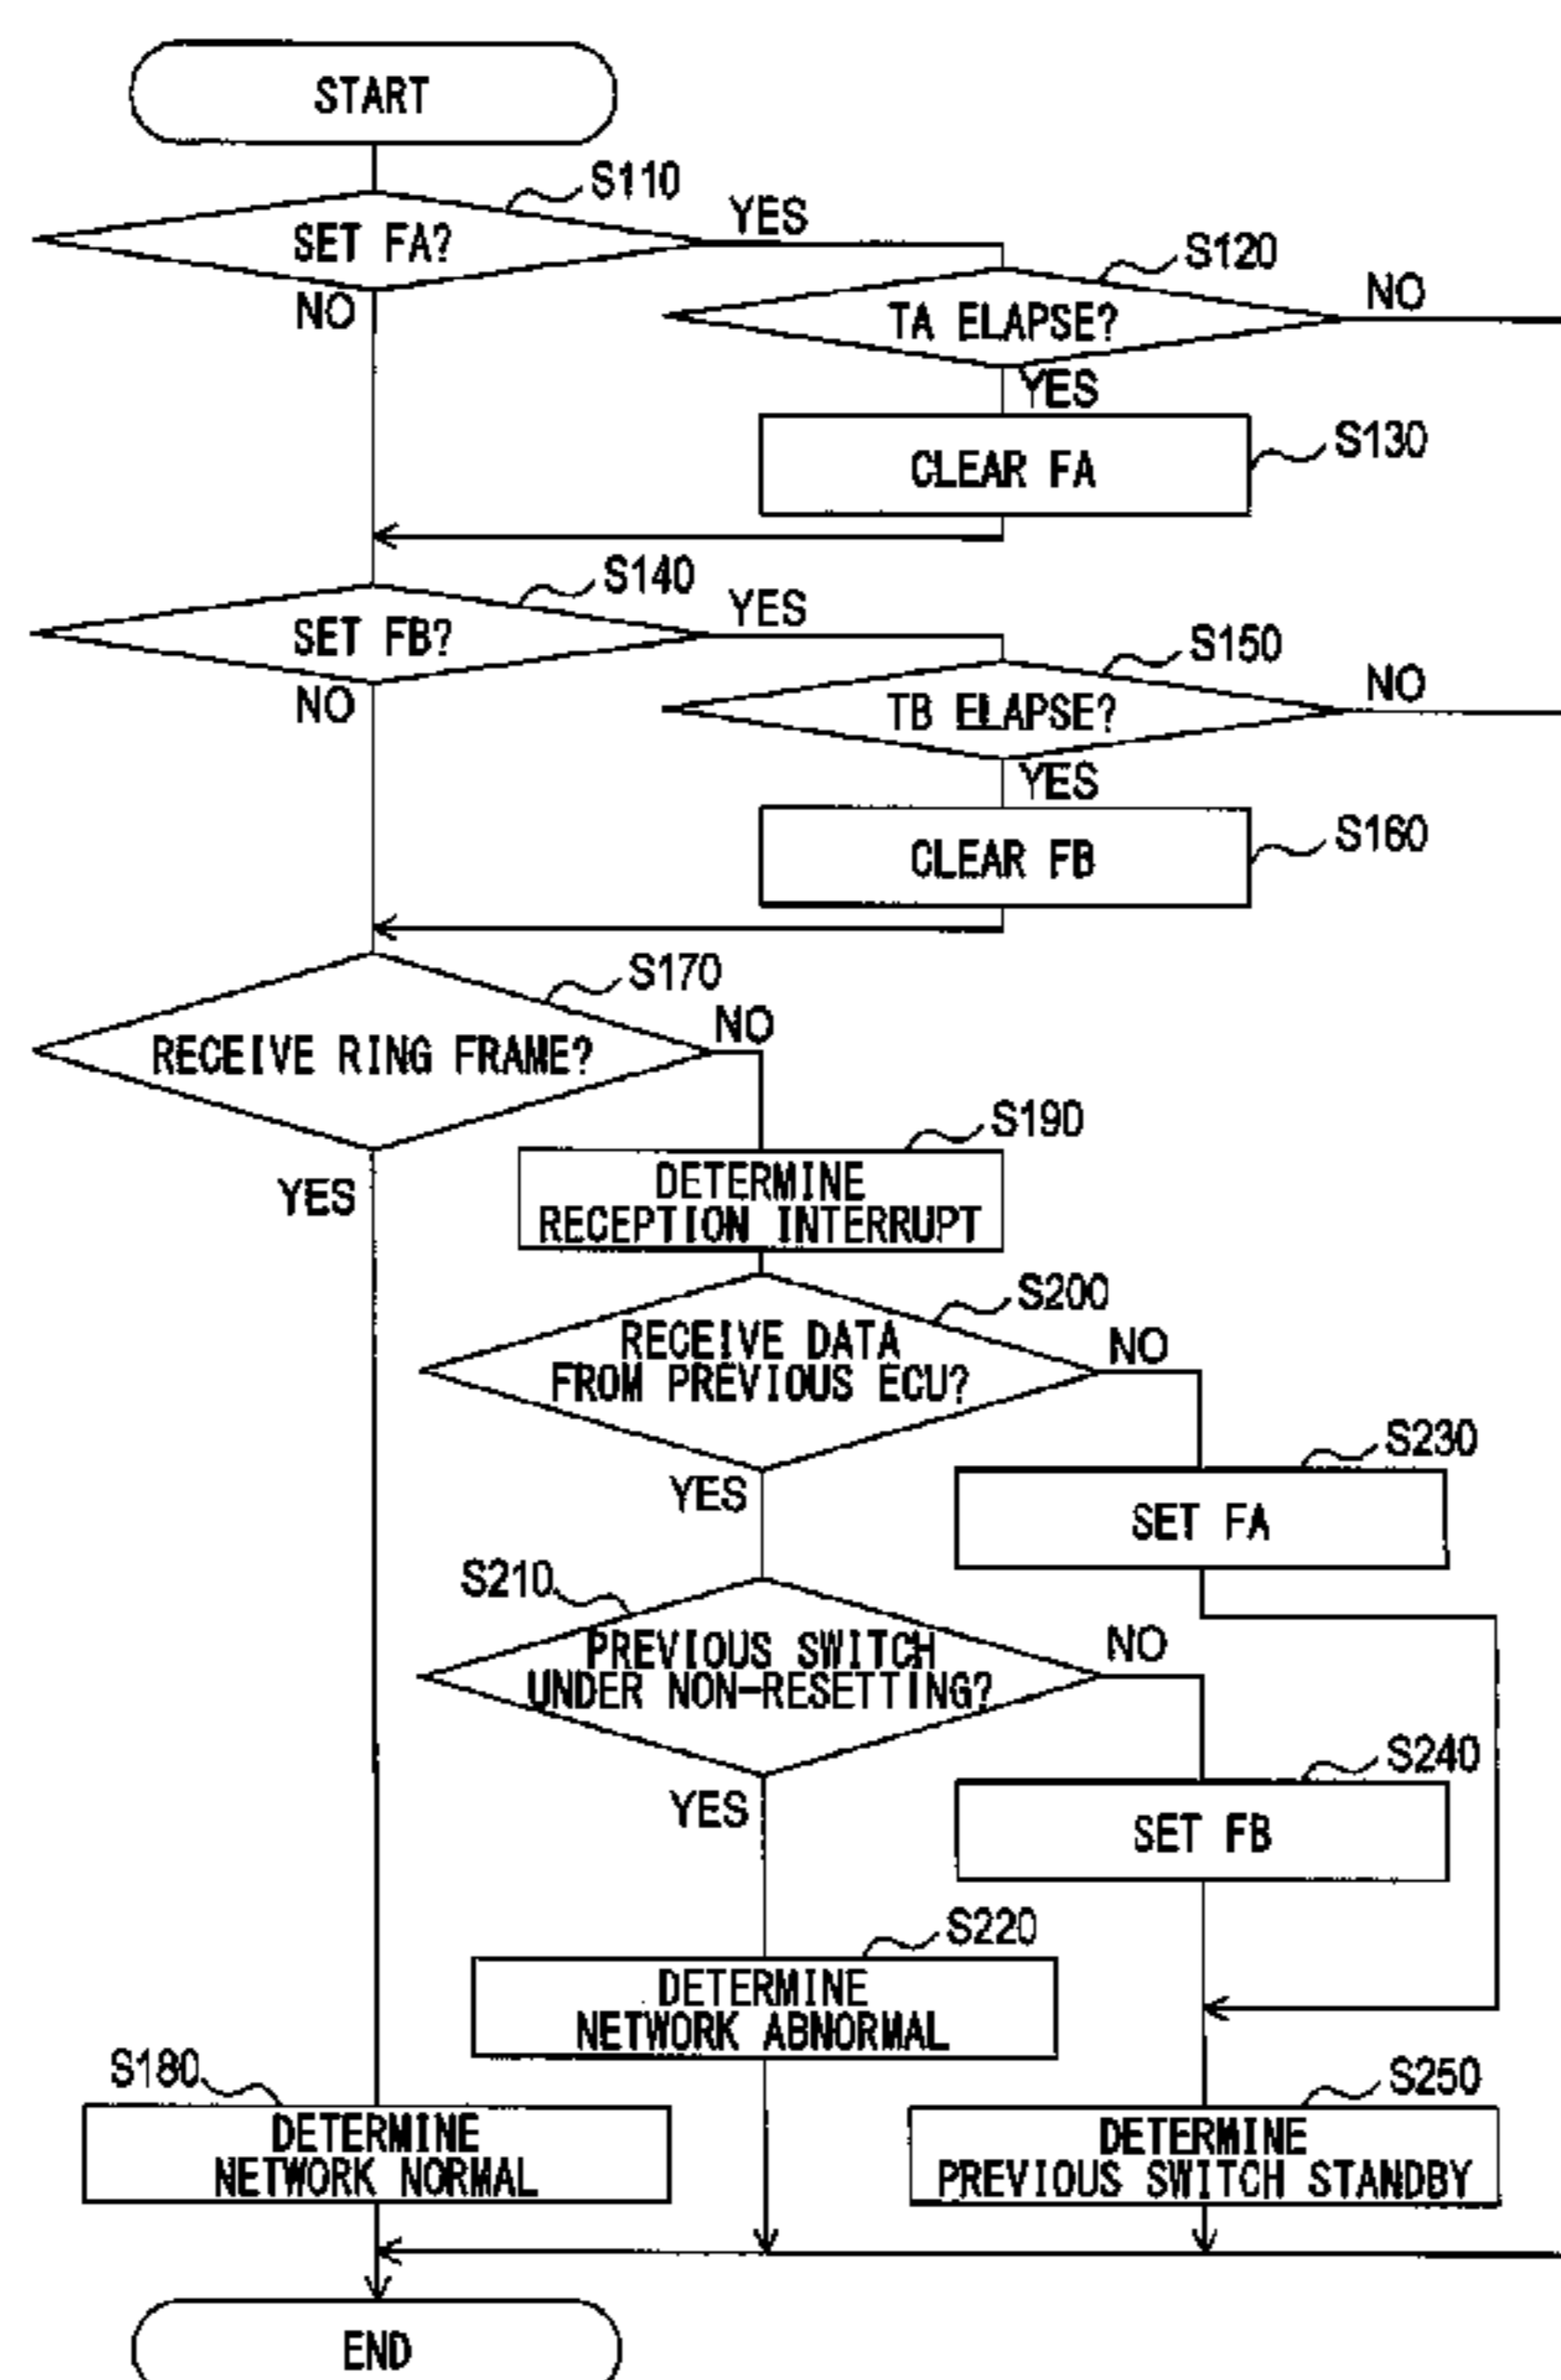 START
S110
SET FA?
YES
NO
S120
TA ELAPSE?
NO
YES
S130
CLEAR FA
S140
SET FB?
YES
NO
S150
TB ELAPSE?
NO
YES
S160
CLEAR FB
S170
RECEIVE RING FRAME?
NO
YES
S190
DETERMINE
RECEPTION INTERRUPT
S200
RECEIVE DATA
FROM PREVIOUS ECU?
NO
YES
S230
SET FA
S210
PREVIOUS SWITCH
UNDER NON-RESETTING?
NO
YES
S240
SET FB
S220
DETERMINE
NETWORK ABNORMAL
S180
DETERMINE
NETWORK NORMAL
S250
DETERMINE
PREVIOUS SWITCH STANDBY
END